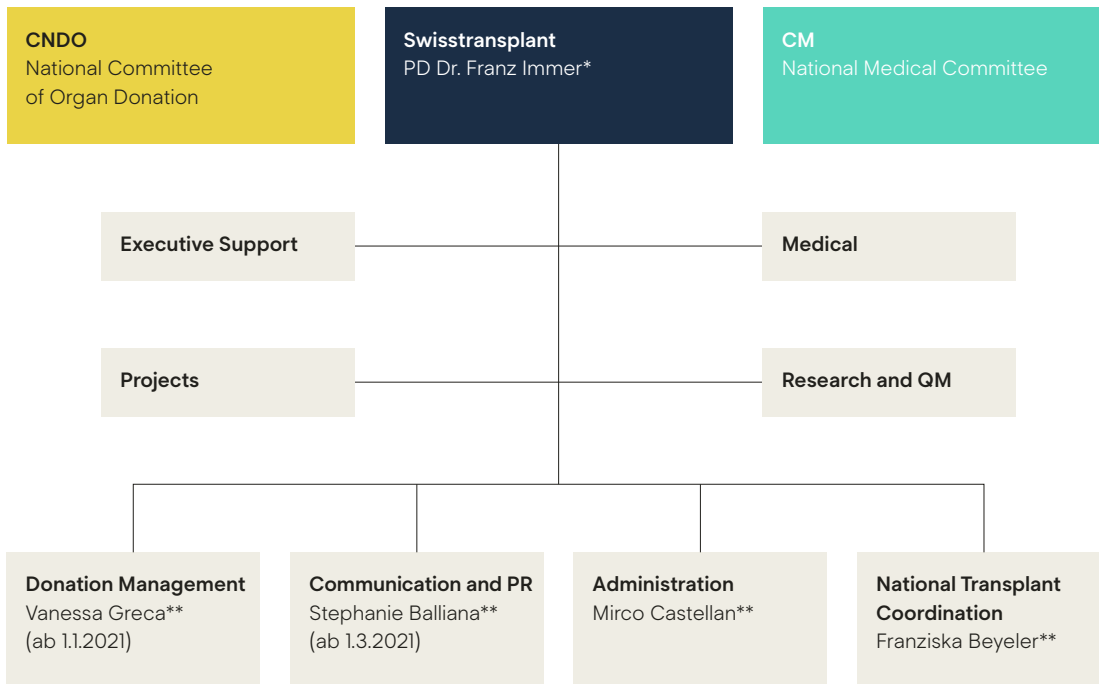 CNDO
National Committee
of Organ Donation
Swisstransplant
PD Dr. Franz Immer*
CM
National Medical Committee
Executive Support
Medical
Projects
Research and QM
Donation Management
Vanessa Greca**
(ab 1.1.2021)
Communication and PR
Stephanie Balliana**
(ab 1.3.2021)
Administration
Mirco Castellan**
National Transplant
Coordination
Franziska Beyeler**